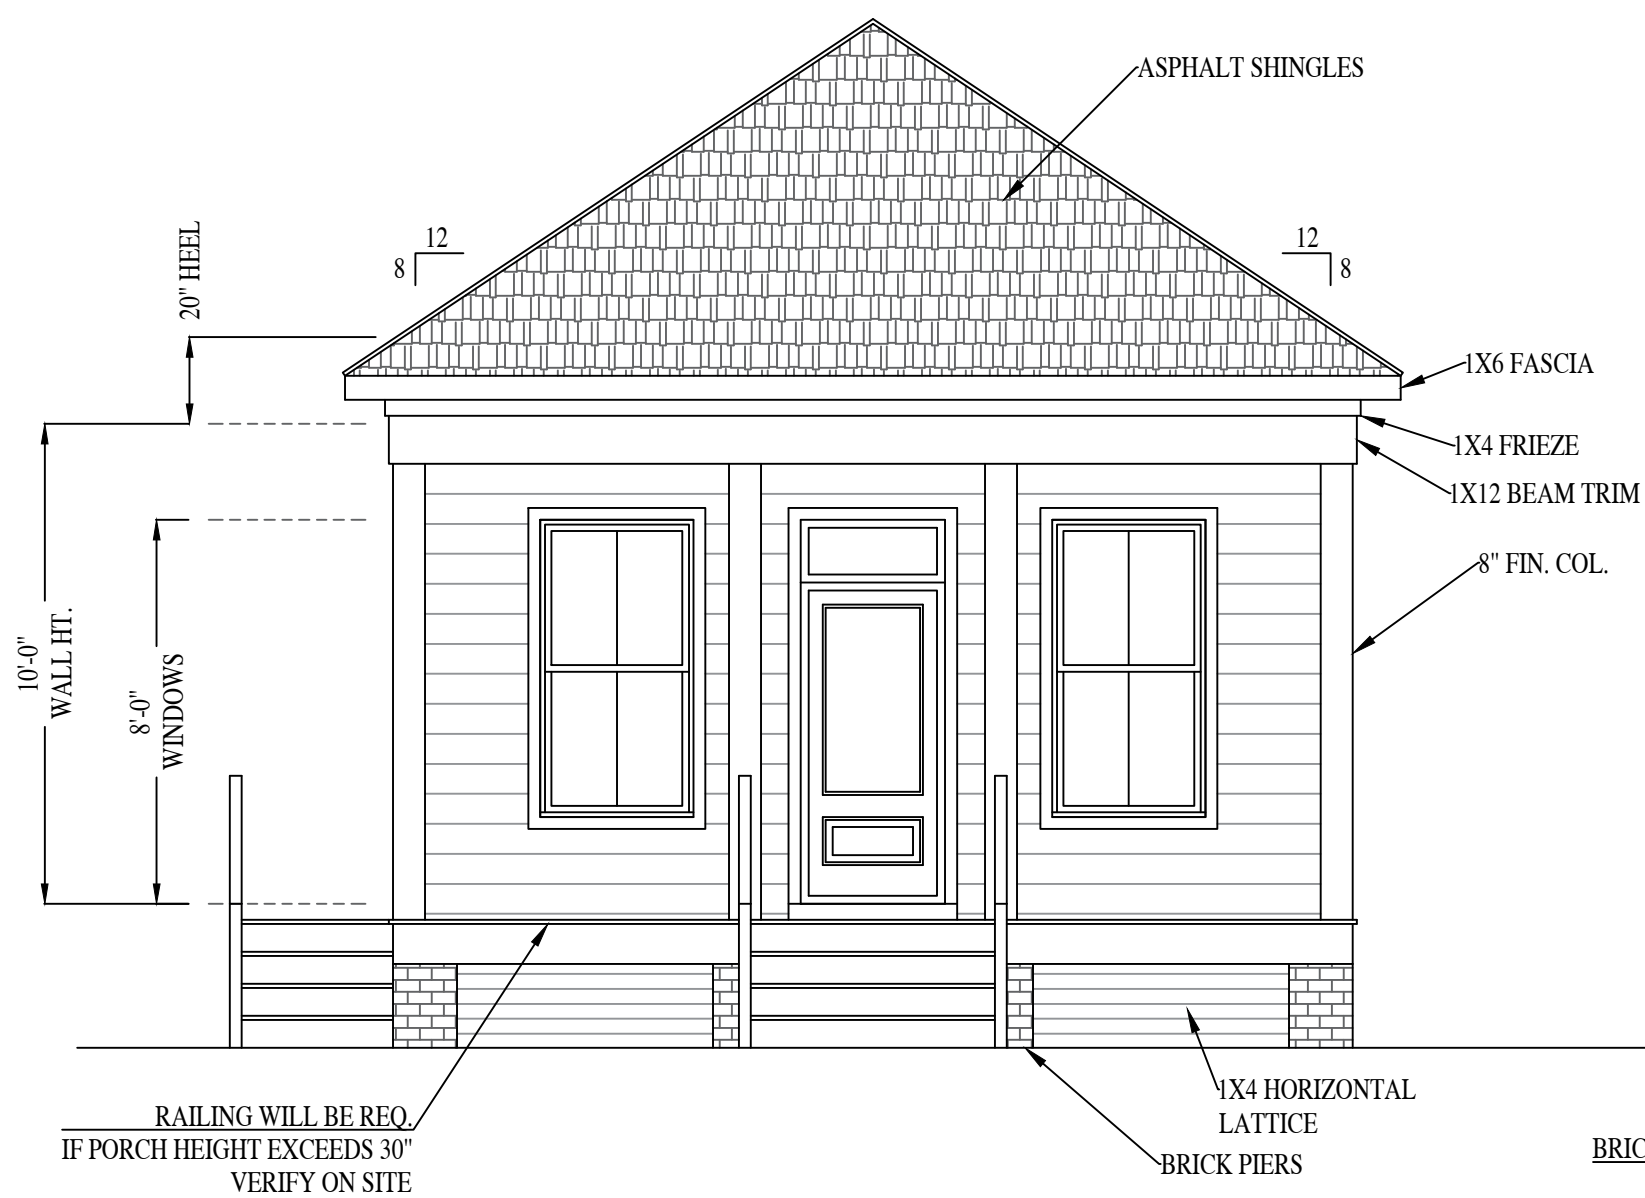 ASPHALT SHINGLES
12
8
12
8
20" HEEL
1X6 FASCIA
1X4 FRIEZE
1X12 BEAM TRIM
8" FIN. COL.
10'-0"
WALL HT.
8'-0"
WINDOWS
1X4 HORIZONTAL
LATTICE
BRICK PIERS
RAILING WILL BE REQ.
IF PORCH HEIGHT EXCEEDS 30"
VERIFY ON SITE
BRIC